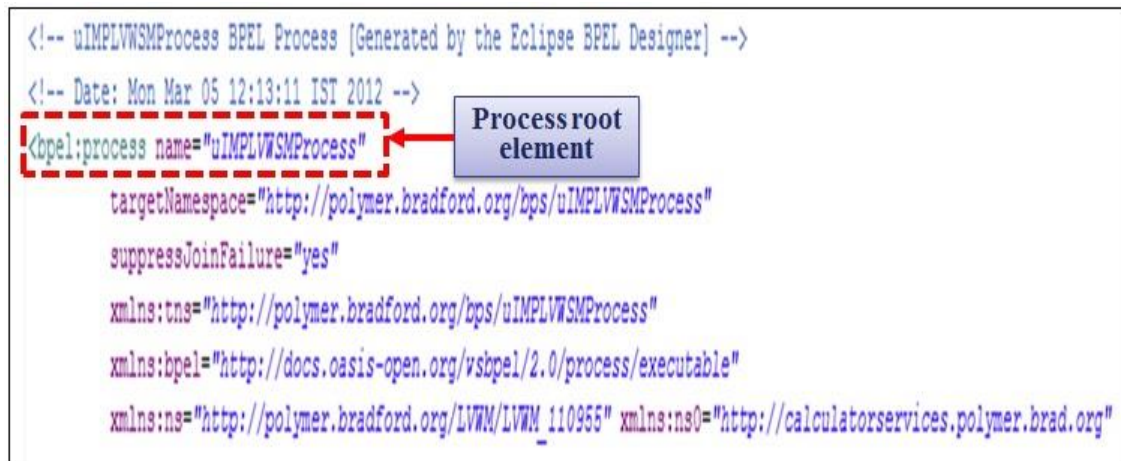 <!-- uIMPLVWSMProcess BPEL Process [Generated by the Eclipse BPEL Designer] -->
<!-- Date: Mon Mar 05 12:13:11 IST 2012 -->
<bpel:process name="uIMPLVWSMProcess"
Process root
element
targetNamespace="http://polymer.bradford.org/bps/uIMPLVWSMProcess"
suppressJoinFailure="yes"
xmlns:tns="http://polymer.bradford.org/bps/uIMPLVWSMProcess"
xmlns:bpel="http://docs.oasis-open.org/wsbpel/2.0/process/executable"
xmlns:ns="http://polymer.bradford.org/LVWM/LVWM_110955" xmlns:ns0="http://calculatorservices.polymer.brad.org"